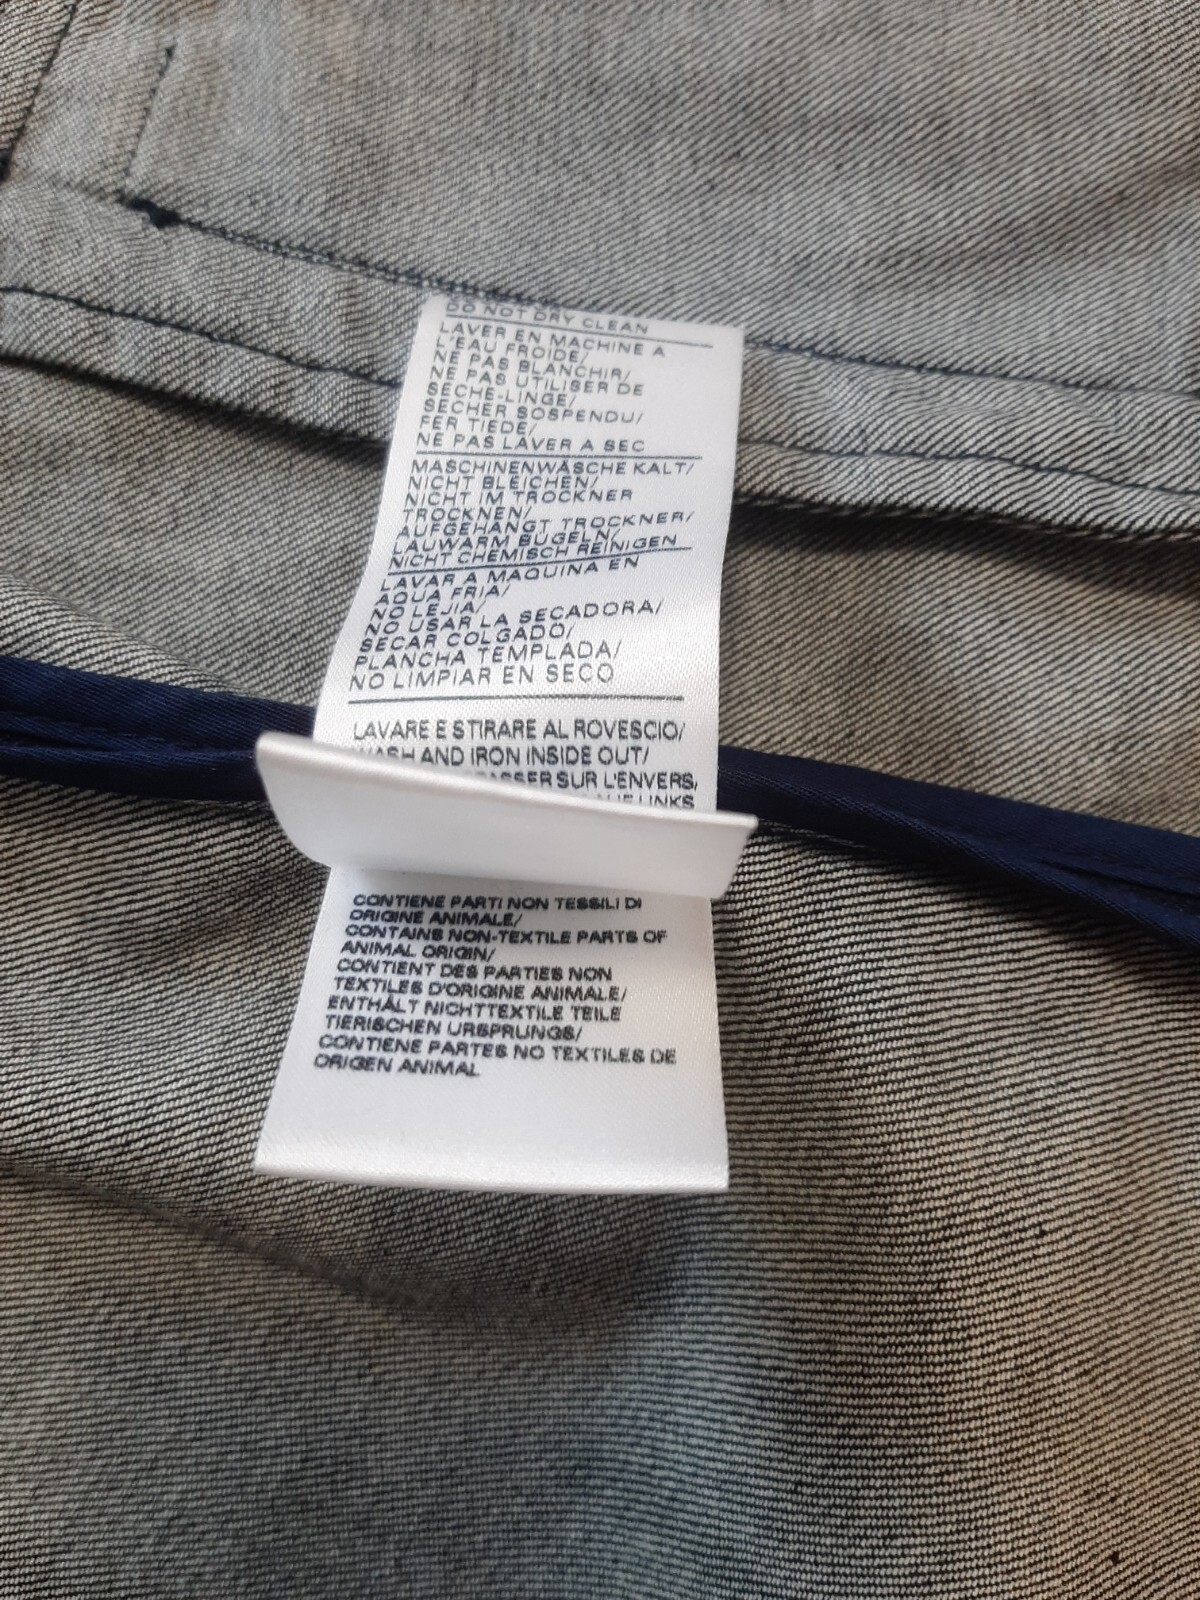 DO NOT DRY CLEAN
LAVER EN MACHINE A
L'EAU FROIDE/
NE PAS BLANCHIR/
NE PAS UTILISER DE
SECHE-LINGE/
SECHER SOSPENDU/
FER TIEDE/
NE PAS LAVER A SEC
MASCHINENWÄSCHE KALT/
NICHT BLEICHEN/
NICHT IM TROCKNER
TROCKNEN/
AUFGEHANGT TROCKNER/
LAUWARM BUGELN/
NICHT CHEMISCH REINIGEN
LAVAR A MAQUINA EN
AQUA FRIA/
NO LEJIA/
NO USAR LA SECADORA/
SECAR COLGADO/
PLANCHA TEMPLADA/
NO LIMPIAR EN SECO
LAVARE E STIRARE AL ROVESCIO/
WASH AND IRON INSIDE OUT/
SUR L'ENVERS,
LINKS
CONTIENE PARTI NON TESSILI DI
ORIGINE ANIMALE/
CONTAINS NON-TEXTILE PARTS OF
ANIMAL ORIGIN/
CONTIENT DES PARTIES NON
TEXTILES D'ORIGINE ANIMALE/
ENTHÄLT NICHTTEXTILE TEILE
TIERISCHEN URSPRUNGS/
CONTIENE PARTES NO TEXTILES DE
ORIGEN ANIMAL